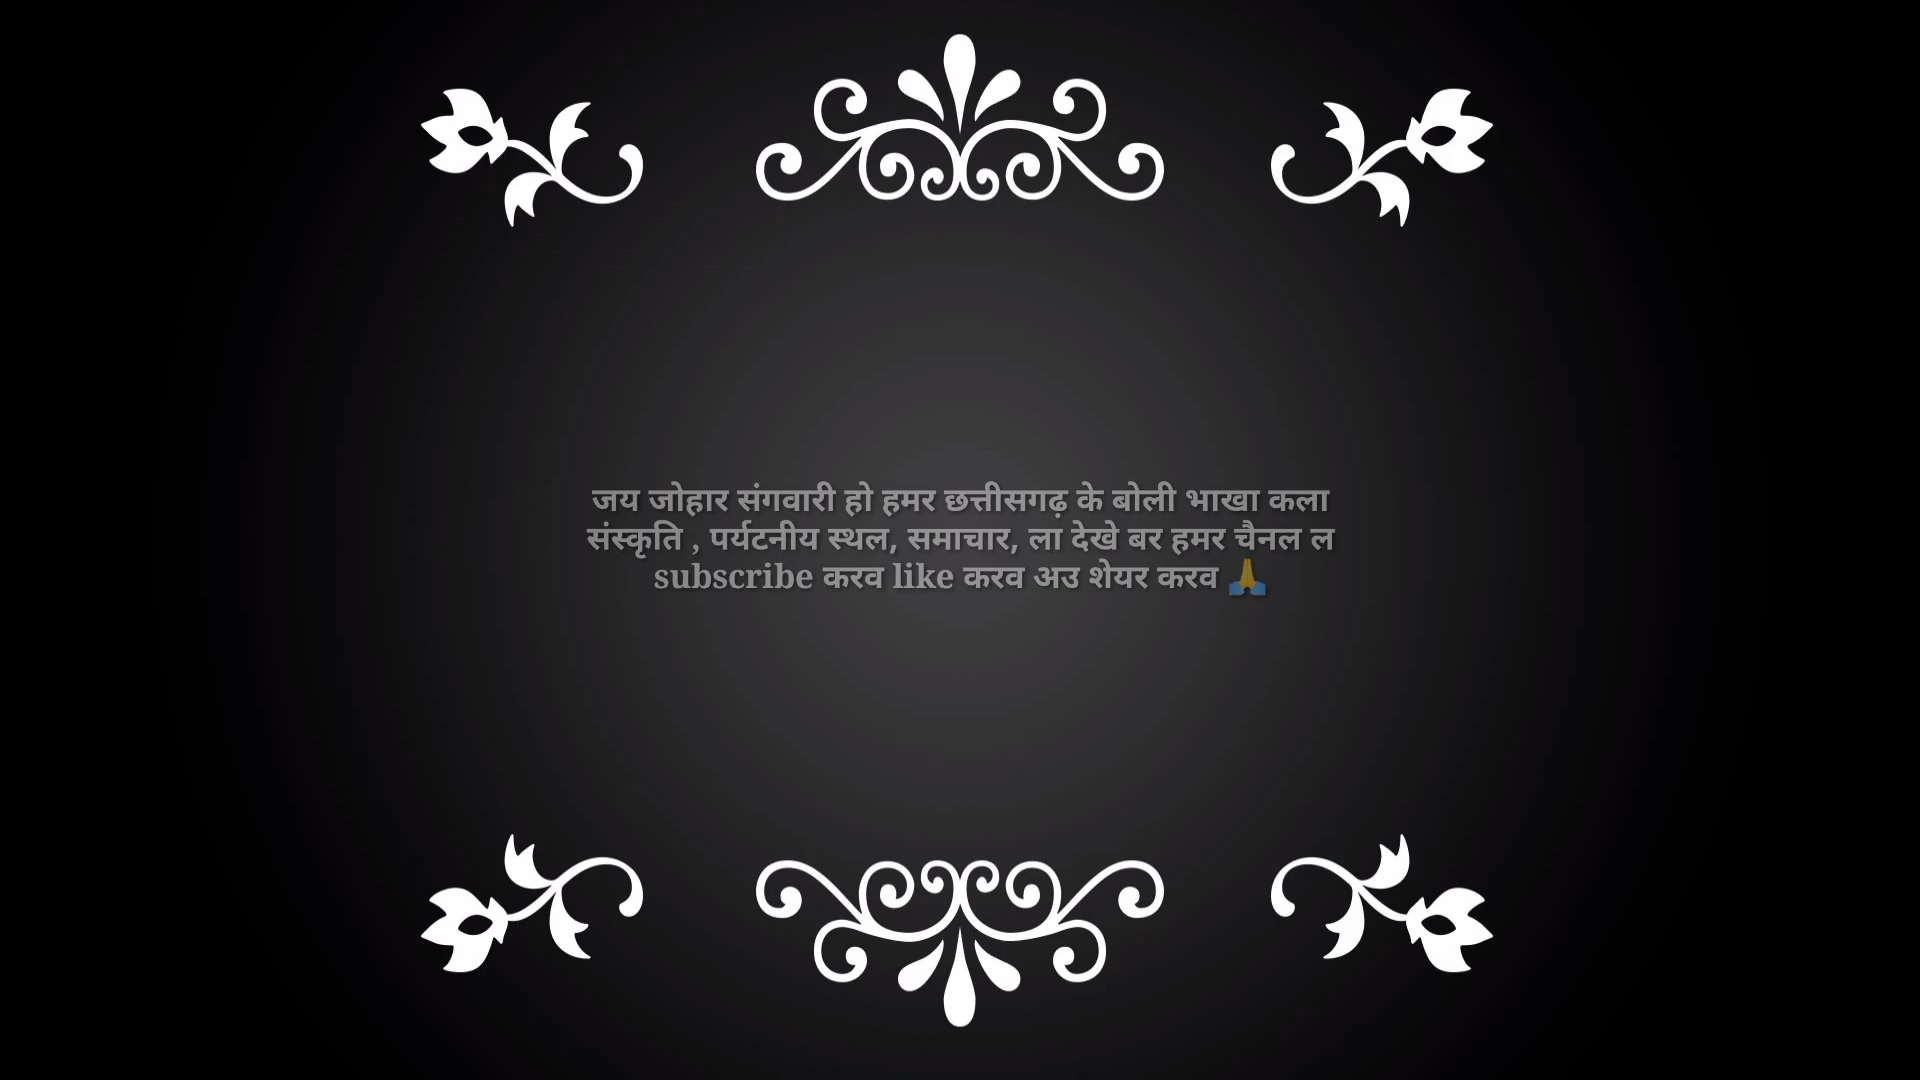 जय जोहार संगवारी हो हमर छत्तीसगढ़ के बोली भाखा कला
संस्कृति , पर्यटनीय स्थल, समाचार, ला देखे बर हमर चैनल ल
subscribe करव like करव अउ शेयर करव 🙏